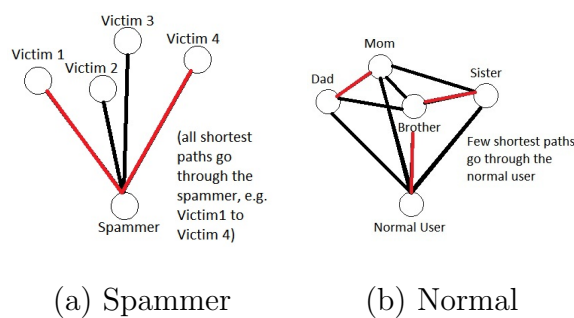 Victim 3
Victim 1
Victim 2
Victim 4
(all shortest
paths go
through the
spammer, e.g.
Victim1 to
Victim 4)
Spammer
Mom
Dad
Sister
Brother
Few shortest paths
go through the
normal user
Normal User
(a) Spammer
(b) Normal